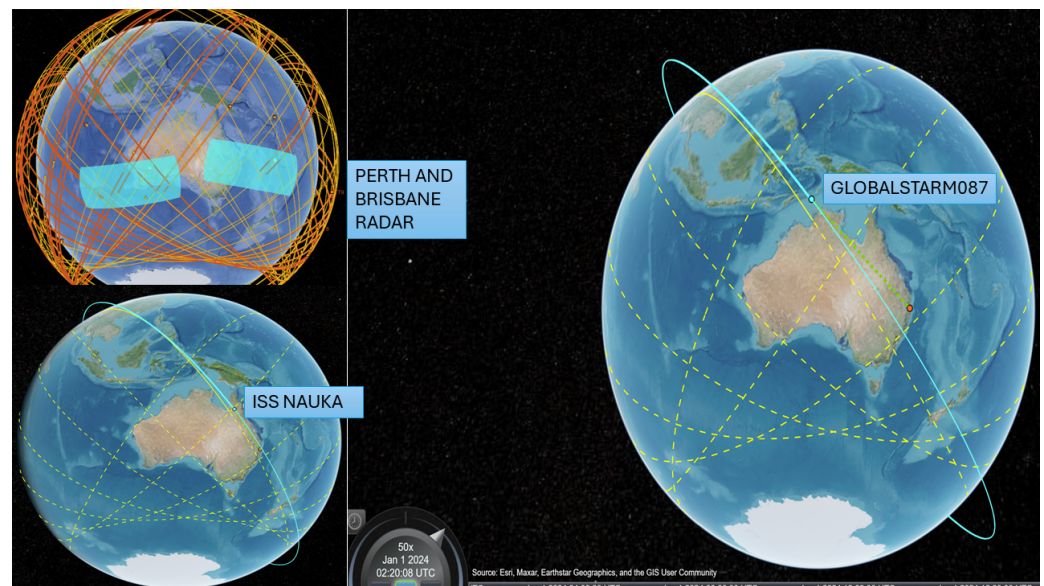 PERTH AND
BRISBANE
RADAR
GLOBALSTARM087
ISS NAUKA
50x
Jan 1 2024
02:20:08 UTC
Source: Esri, Maxar, Earthstar Geographics, and the GIS User Community